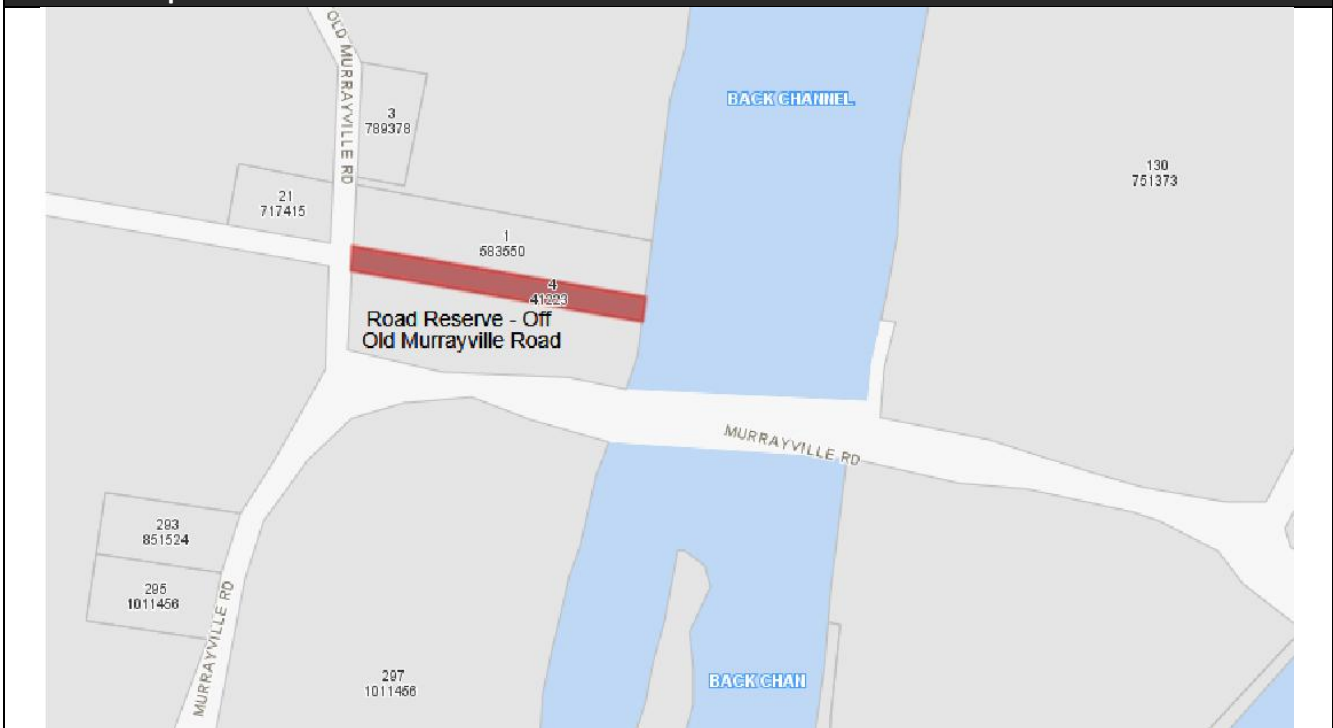 OLD MURRAYVILLE RD
BACK CHANNEL
3
789378
130
751373
21
717415
1
583550
4
41223
Road Reserve - Off
Old Murrayville Road
MURRAYVILLE RD
293
851524
295
1011456
MURRAYVILLE RD
297
1011456
BACK CHAN